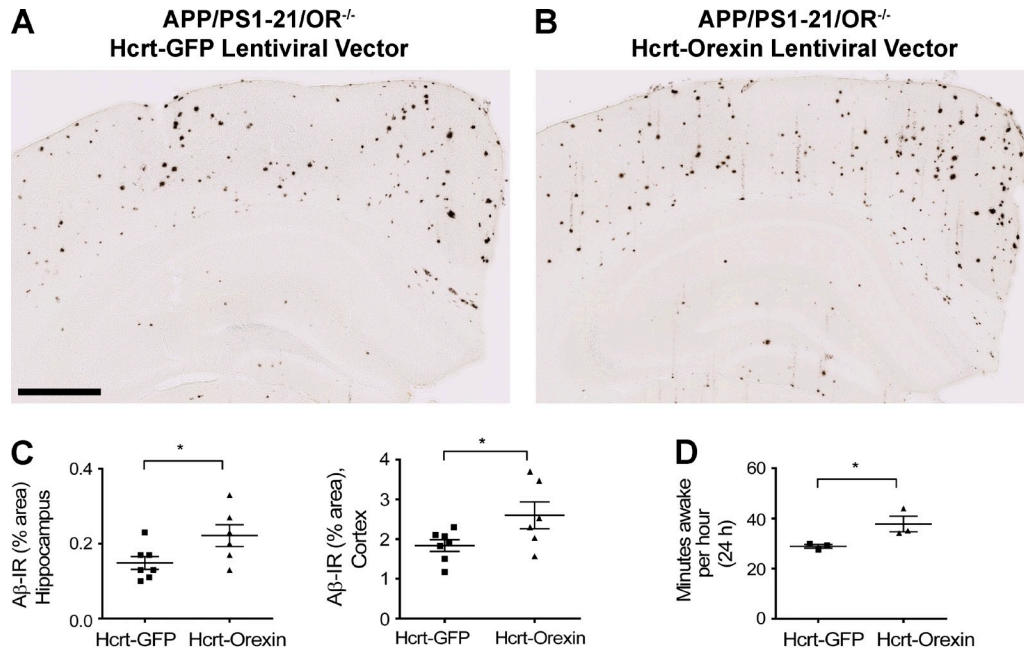 A
APP/PS1-21/OR-/-
Hcrt-GFP Lentiviral Vector
B
APP/PS1-21/OR-/-
Hcrt-Orexin Lentiviral Vector
C
Aβ-IR (% area)
Hippocampus
0.4
0.2
0.0
*
Hcrt-GFP
Hcrt-Orexin
Aβ-IR (% area),
Cortex
4
3
2
1
0
*
Hcrt-GFP
Hcrt-Orexin
D
Minutes awake
per hour
(24 h)
60
40
20
0
*
Hcrt-GFP
Hcrt-Orexin